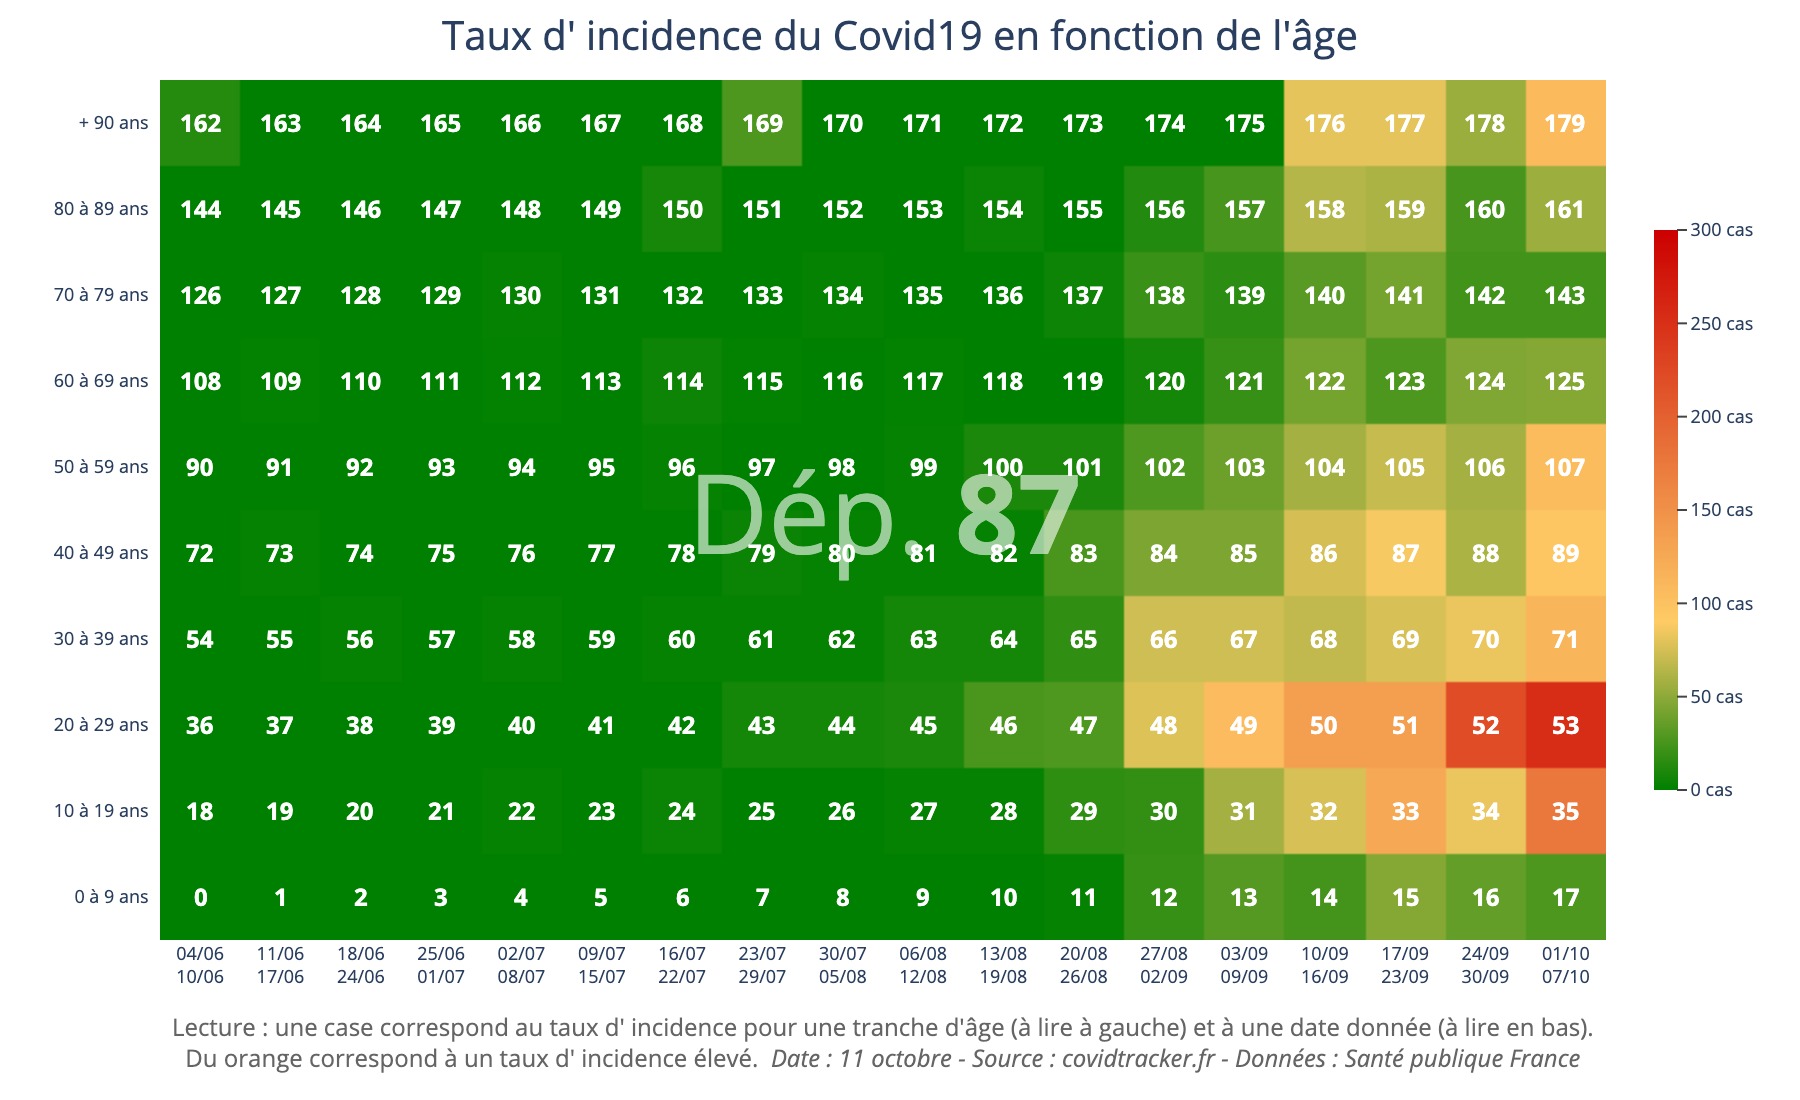 Taux d' incidence du Covid19 en fonction de l'âge
+ 90 ans 162 163 164 165 166 167 168 169 170 171 172 173 174 175 176 177 178 179
80 à 89 ans 144 145 146 147 148 149 150 151 152 153 154 155 156 157 158 159 160 161
300 cas
70 à 79 ans 126 127 128 129 130 131 132 133 134 135 136 137 138 139 140 141 142 143
250 cas
60 à 69 ans 108 109 110 111 112 113 114 115 116 117 118 119 120 121 122 123 124 125
200 cas
50 à 59 ans 90 91 92 93 94 95 96 97 98 99 100 101 102 103 104 105 106 107
150 cas
Dép. 87
40 à 49 ans 72 73 74 75 76 77 78 79 80 81 82 83 84 85 86 87 88 89
100 cas
30 à 39 ans 54 55 56 57 58 59 60 61 62 63 64 65 66 67 68 69 70 71
50 cas
20 à 29 ans 36 37 38 39 40 41 42 43 44 45 46 47 48 49 50 51 52 53
0 cas
10 à 19 ans 18 19 20 21 22 23 24 25 26 27 28 29 30 31 32 33 34 35
0 à 9 ans 0 1 2 3 4 5 6 7 8 9 10 11 12 13 14 15 16 17
04/06 11/06 18/06 25/06 02/07 09/07 16/07 23/07 30/07 06/08 13/08 20/08 27/08 03/09 10/09 17/09 24/09 01/10
10/06 17/06 24/06 01/07 08/07 15/07 22/07 29/07 05/08 12/08 19/08 26/08 02/09 09/09 16/09 23/09 30/09 07/10
Lecture : une case correspond au taux d' incidence pour une tranche d'âge (à lire à gauche) et à une date donnée (à lire en bas).
Du orange correspond à un taux d' incidence élevé. Date : 11 octobre - Source : covidtracker.fr - Données : Santé publique France